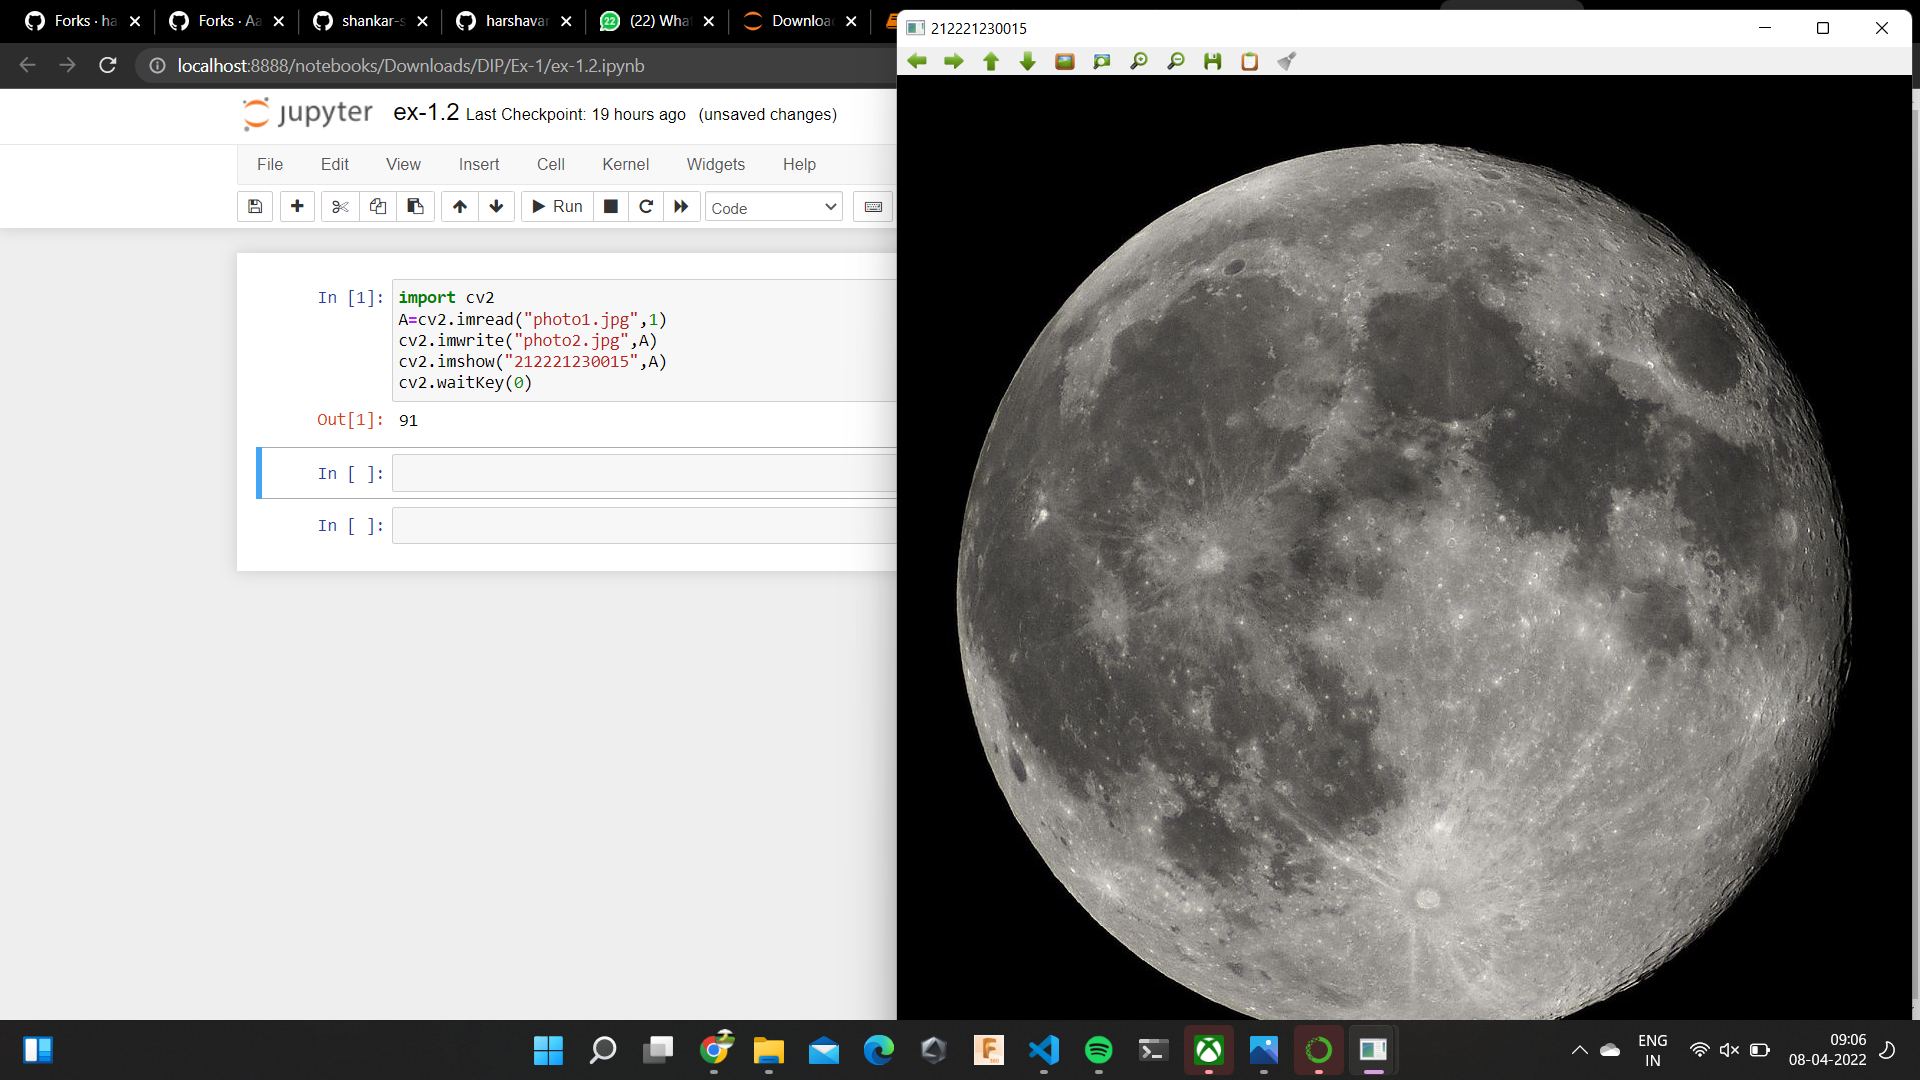 Forks · ha
Forks · Aa
shankar-s
harshavar
22
(22) What
Downloa
212221230015
localhost:8888/notebooks/Downloads/DIP/Ex-1/ex-1.2.ipynb
jupyter ex-1.2 Last Checkpoint: 19 hours ago (unsaved changes)
File Edit View Insert Cell Kernel Widgets Help
Run Code
In [1]: import cv2
A=cv2.imread("photo1.jpg",1)
cv2.imwrite("photo2.jpg",A)
cv2.imshow("212221230015",A)
cv2.waitKey(0)
Out[1]: 91
In [ ]:
In [ ]:
ENG
IN
09:06
08-04-2022